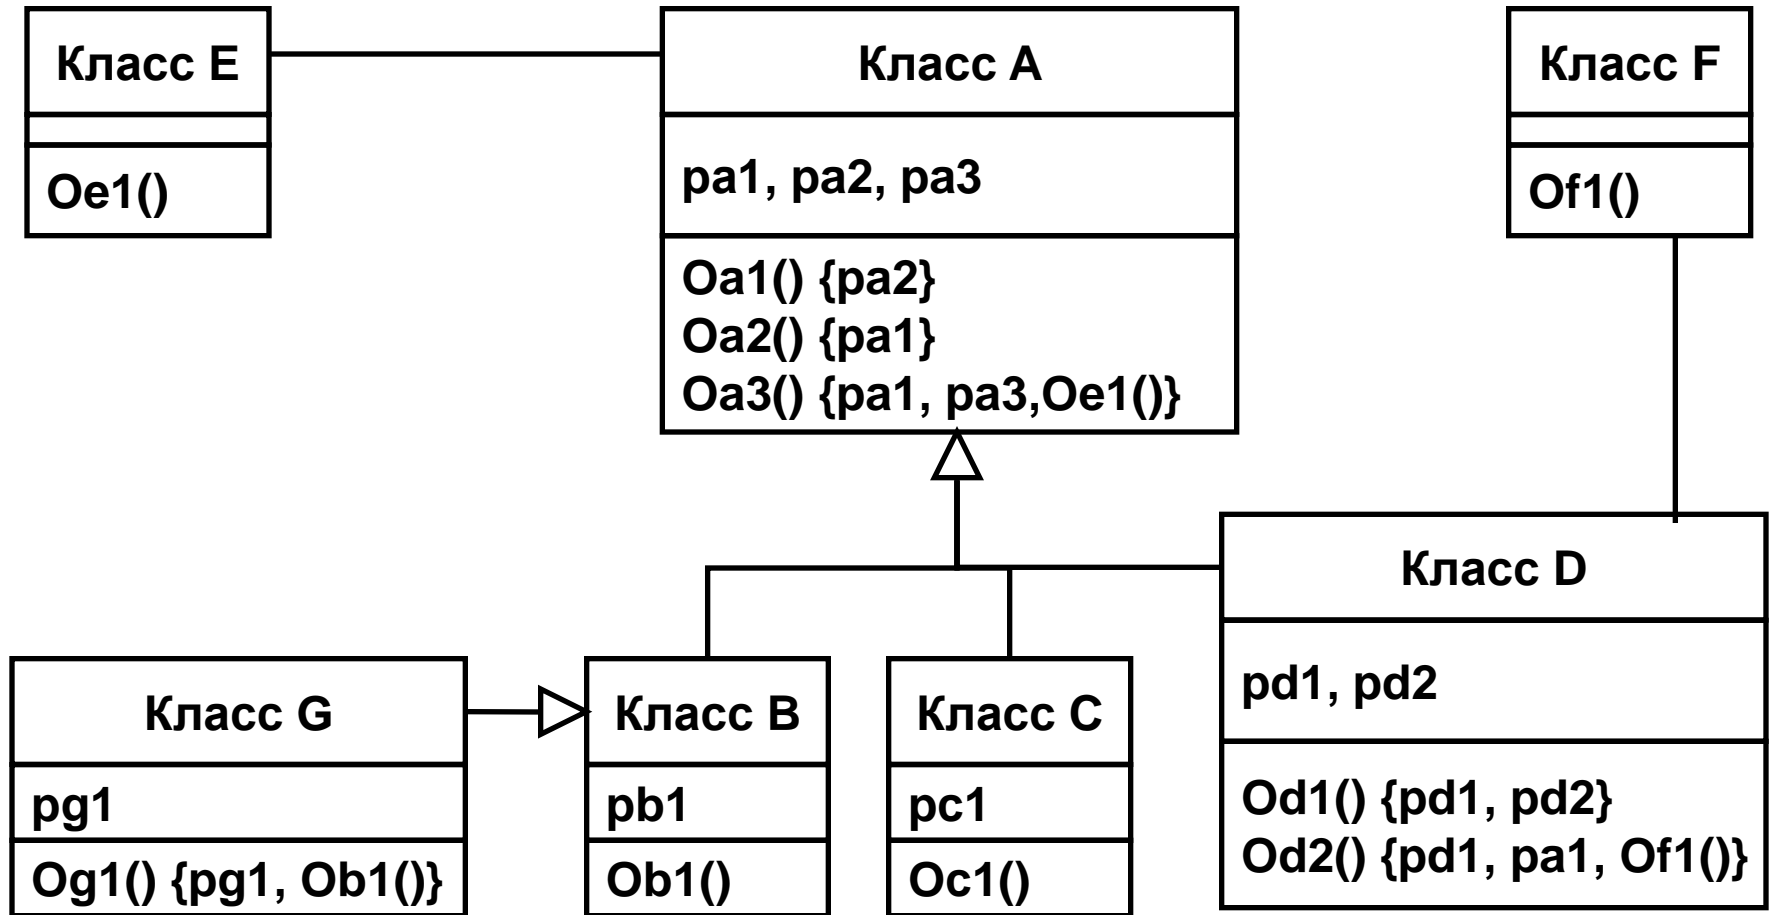 Класс E
Oe1()
Класс A
pa1, pa2, pa3
Oa1() {pa2}
Oa2() {pa1}
Oa3() {pa1, pa3,Oe1()}
Класс F
Of1()
Класс G
pg1
Og1() {pg1, Ob1()}
Класс B
pb1
Ob1()
Класс C
pc1
Oc1()
Класс D
pd1, pd2
Od1() {pd1, pd2}
Od2() {pd1, pa1, Of1()}